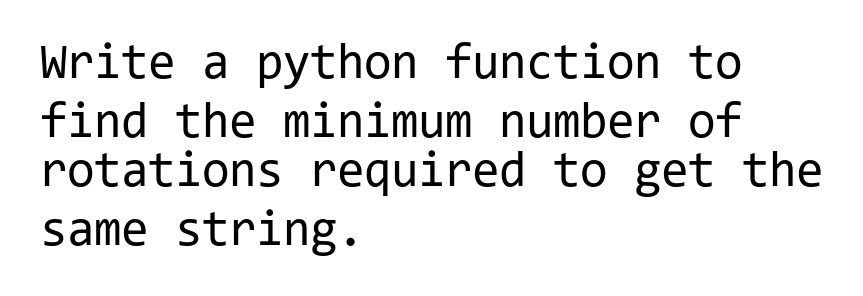 Write a python function to
find the minimum number of
rotations required to get the
same string.